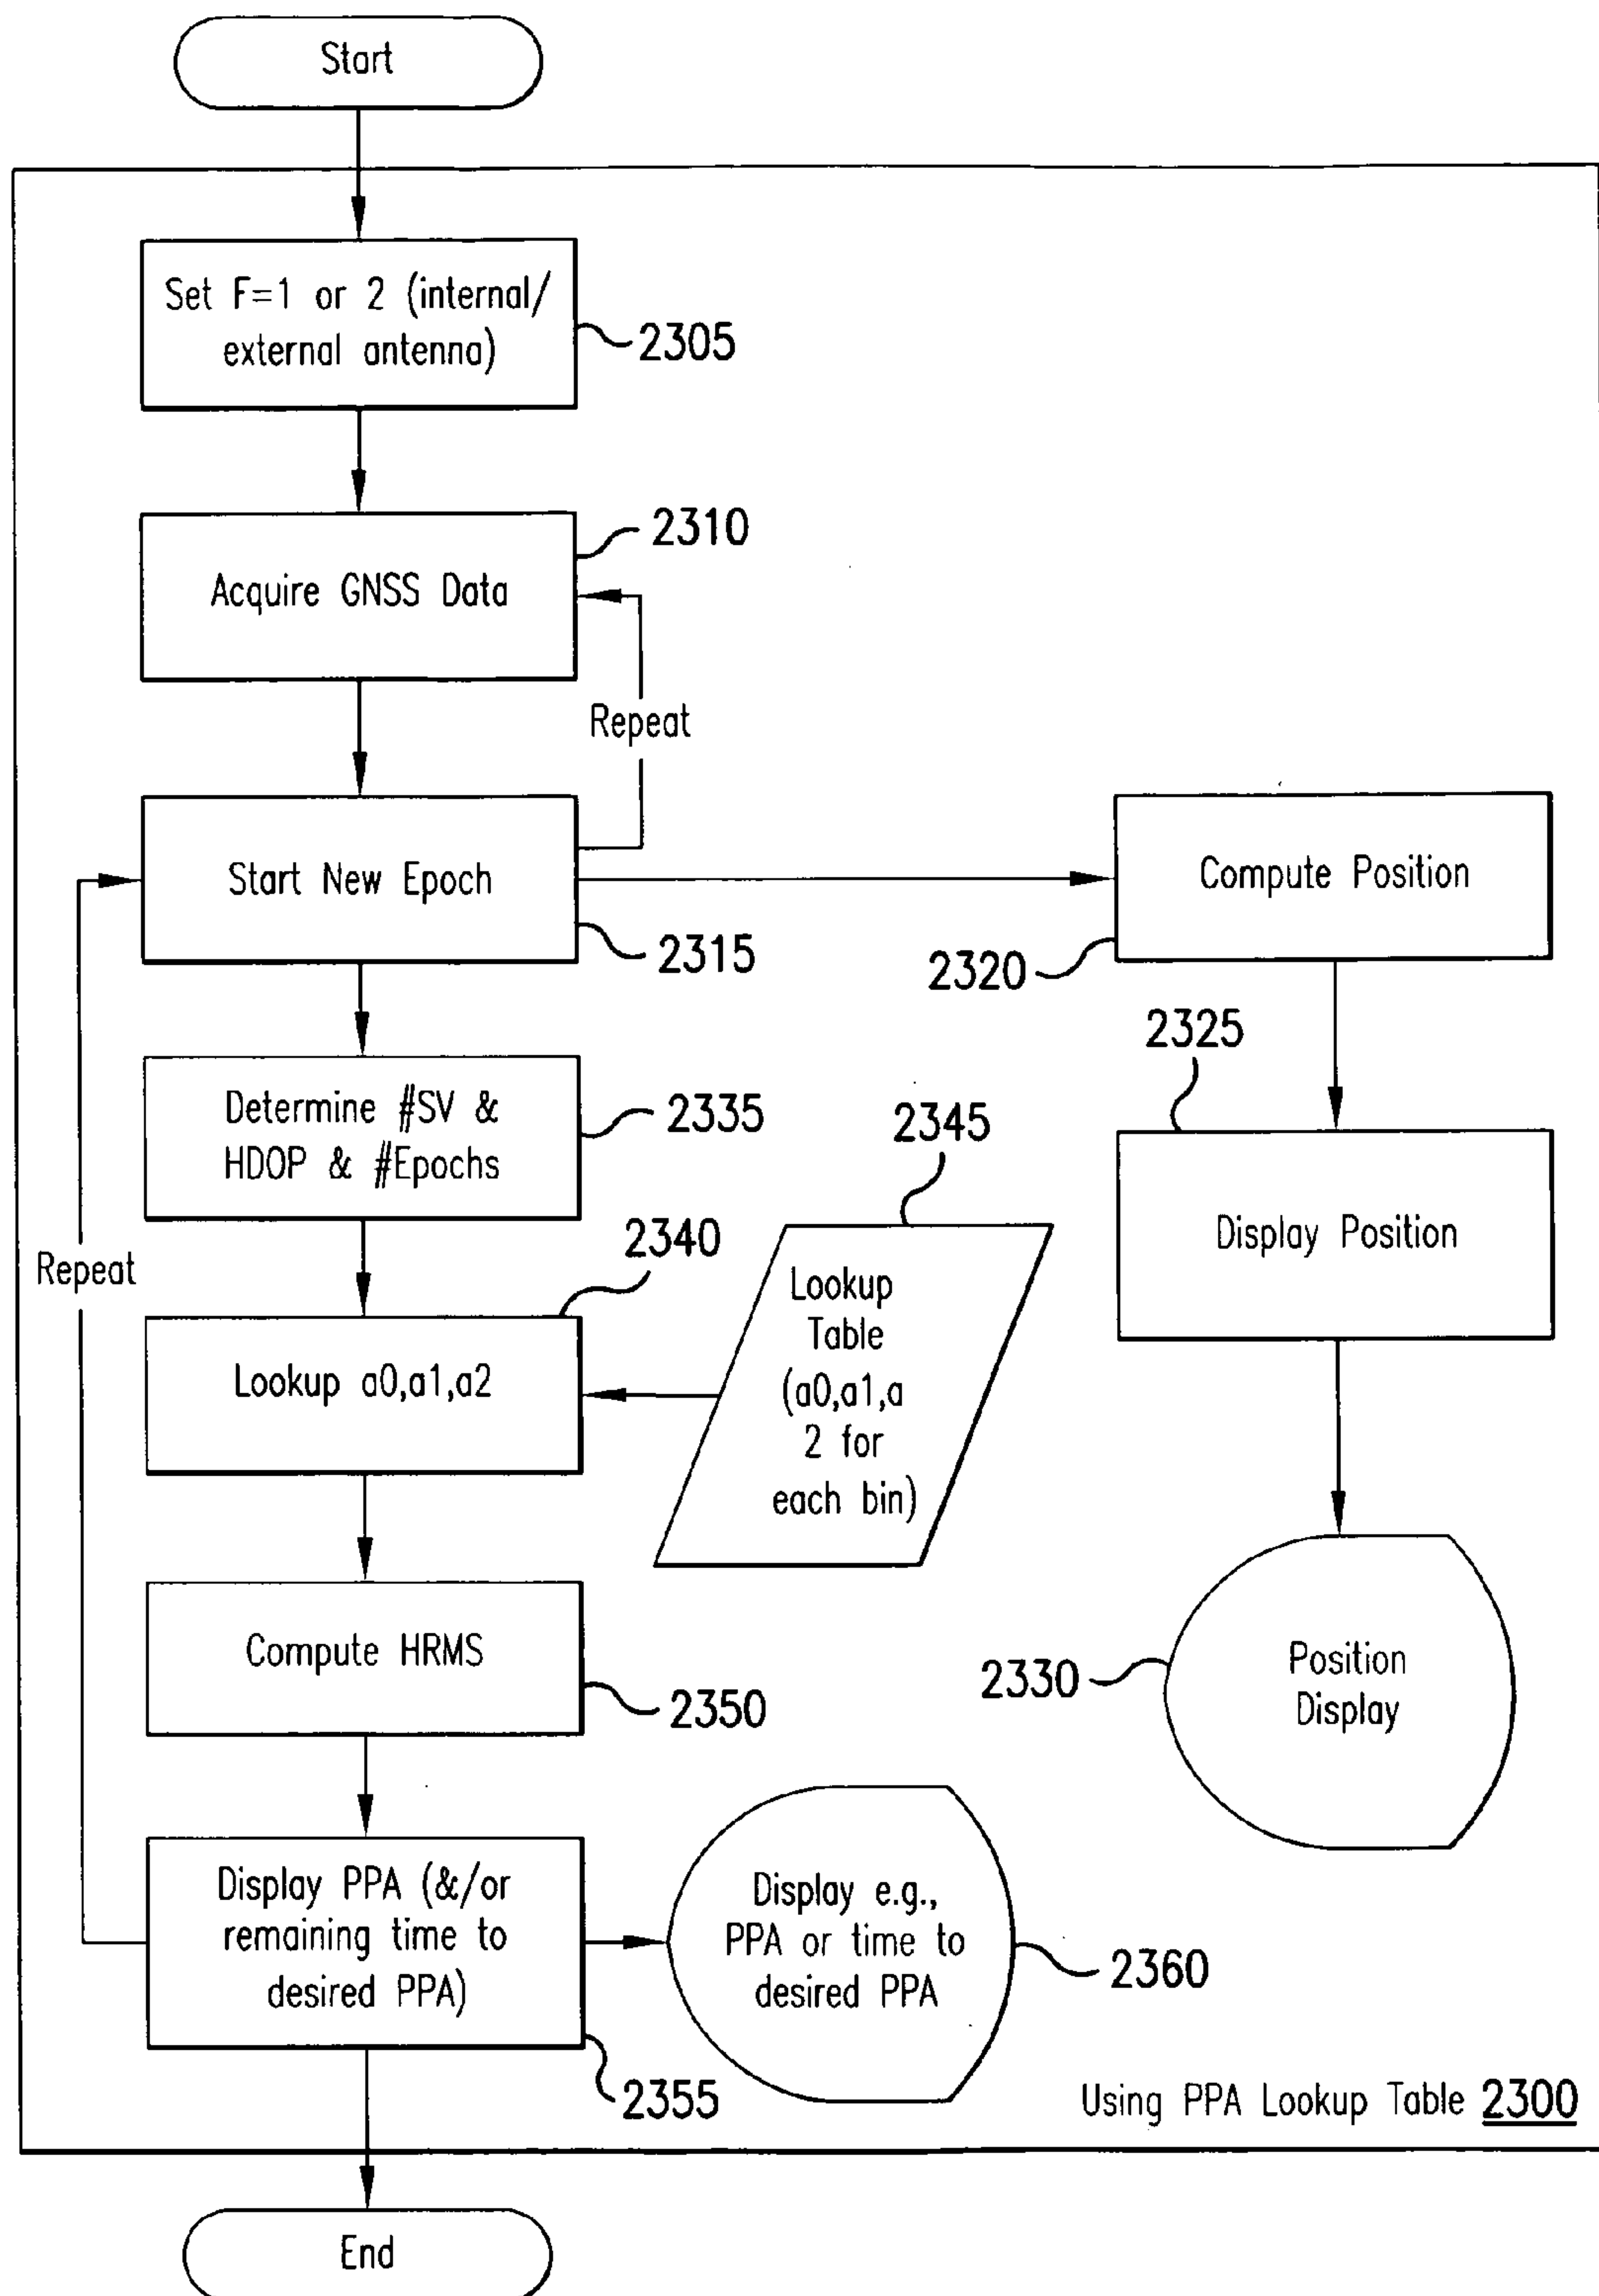 Start
Set F=1 or 2 (internal/
external antenna)
2305
2310
Acquire GNSS Data
Repeat
Start New Epoch
2315
Compute Position
2320
2325
Determine #SV &
HDOP & #Epochs
2335
2345
Display Position
2340
Repeat
Lookup a0,a1,a2
Lookup
Table
(a0,a1,a
2 for
each bin)
Compute HRMS
2350
2330
Position
Display
Display PPA (&/or
remaining time to
desired PPA)
2355
Display e.g.,
PPA or time to
desired PPA
2360
Using PPA Lookup Table 2300
End